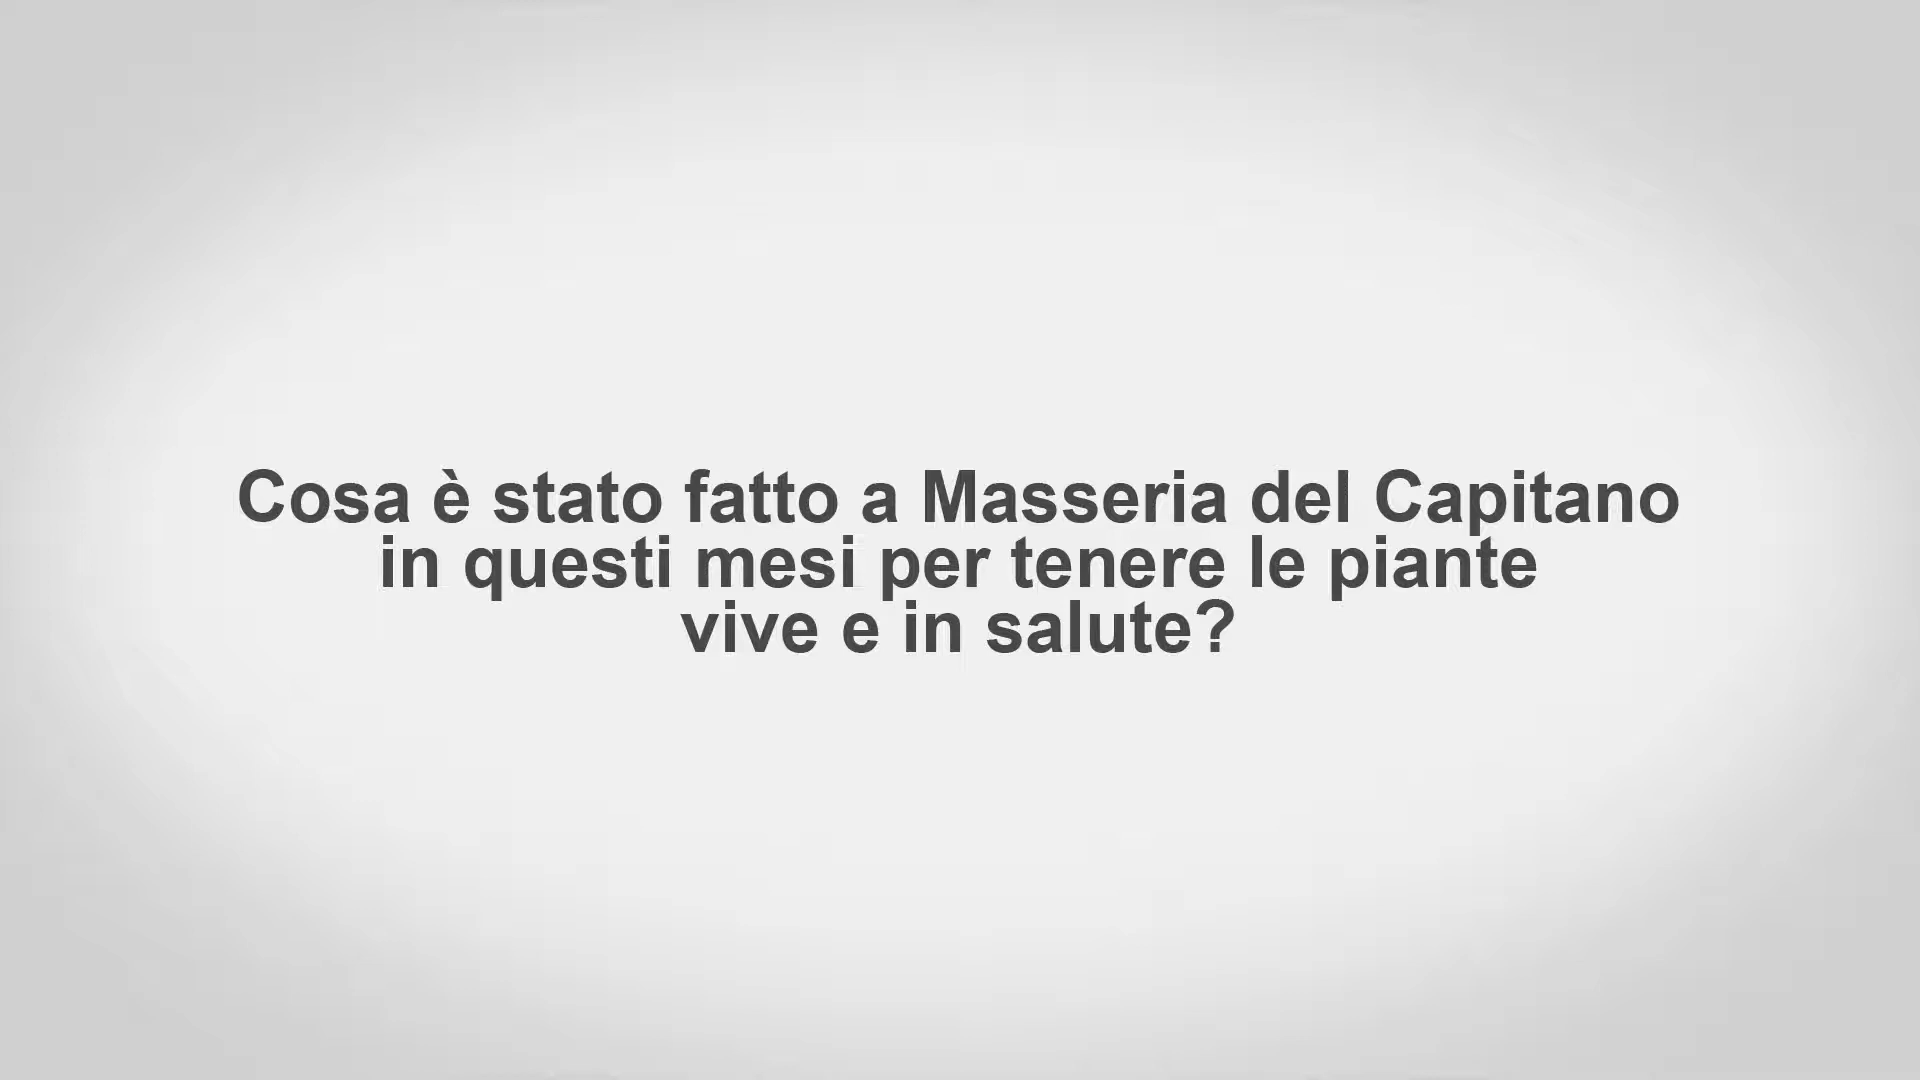 Cosa è stato fatto a Masseria del Capitano
in questi mesi per tenere le piante
vive e in salute?